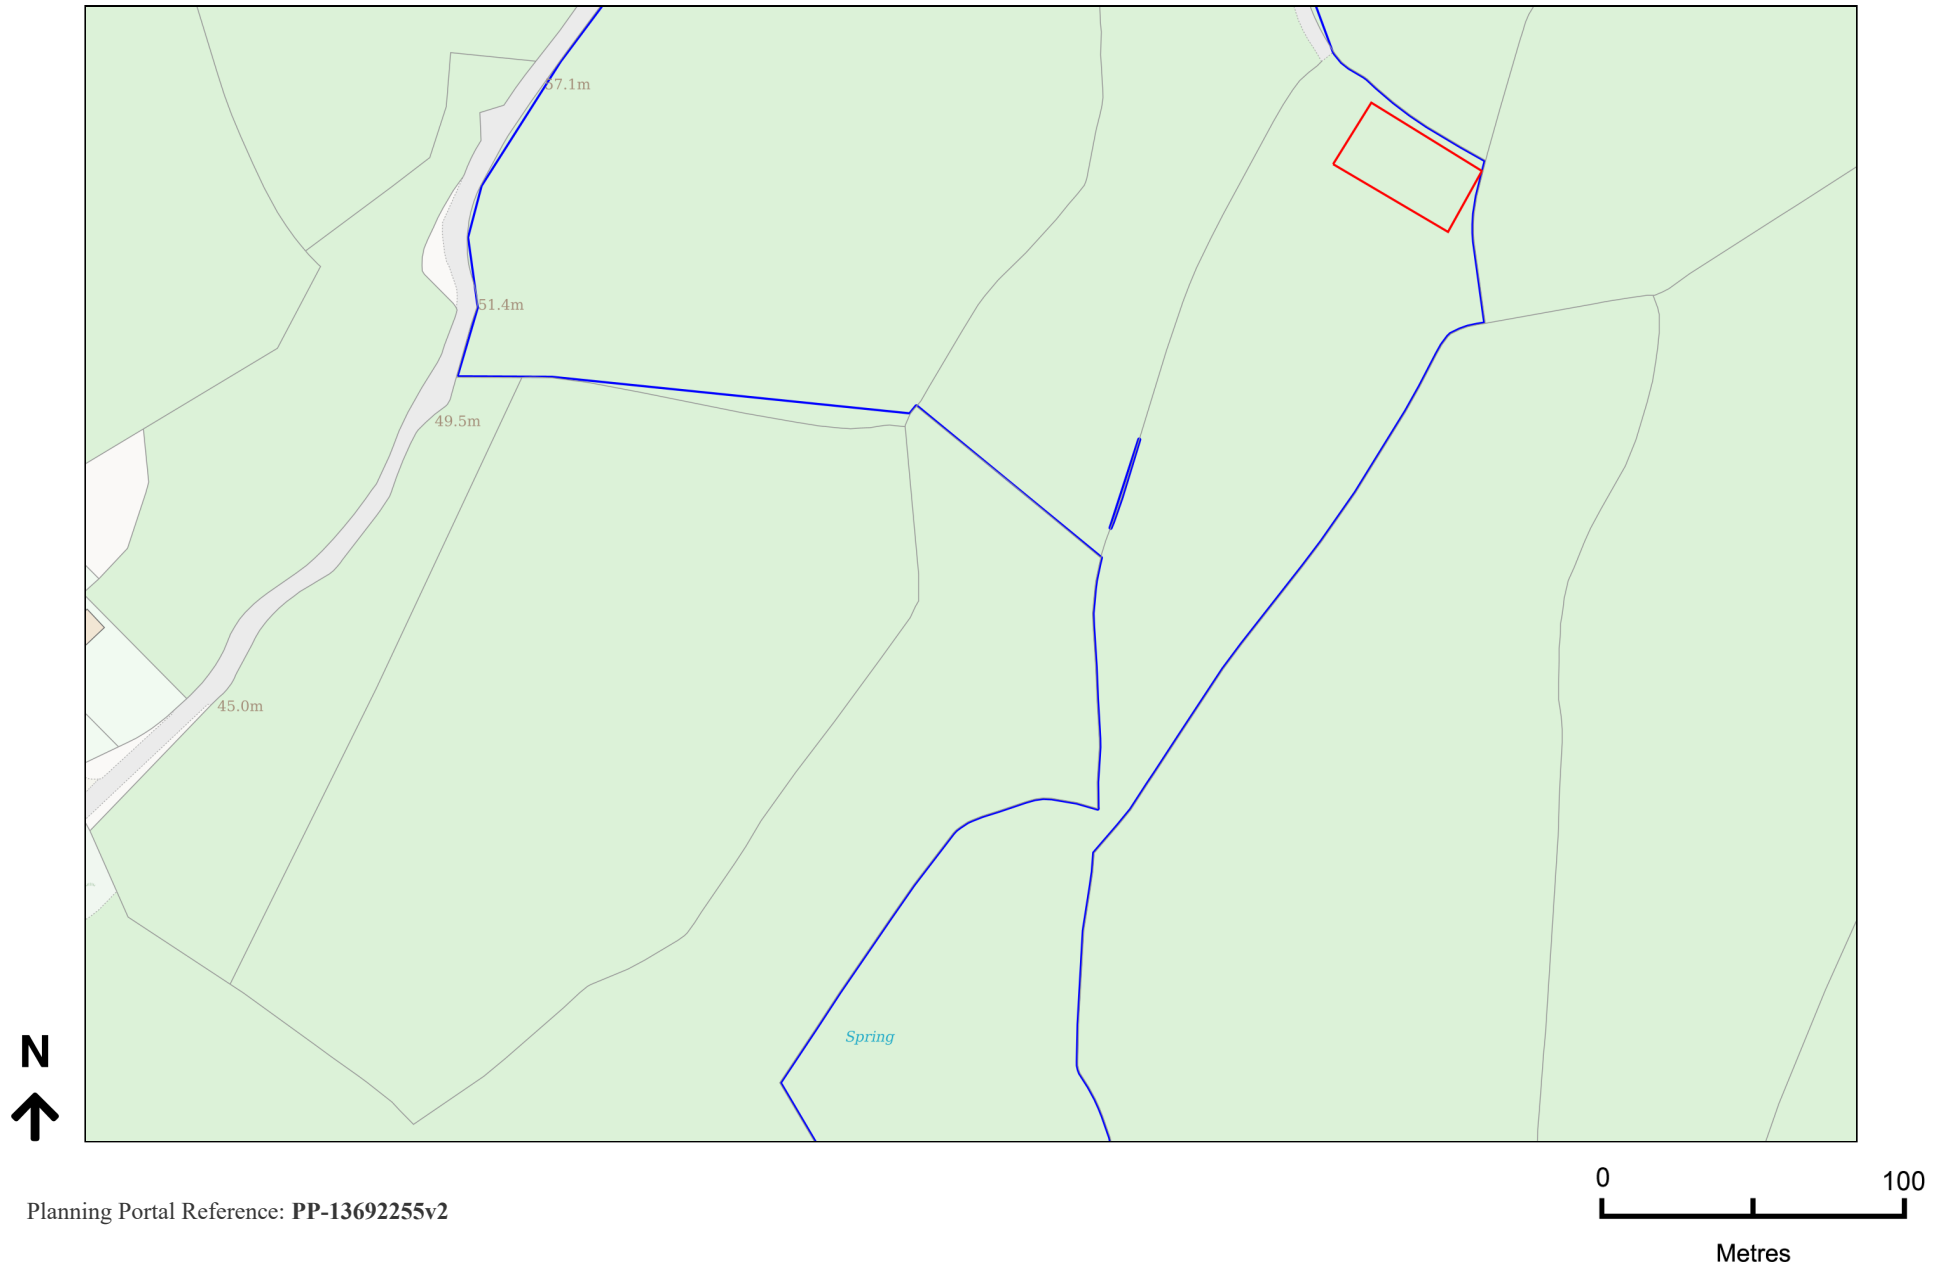 57.1m
51.4m
49.5m
45.0m
Spring
N
0 100
Metres
Planning Portal Reference: PP-13692255v2